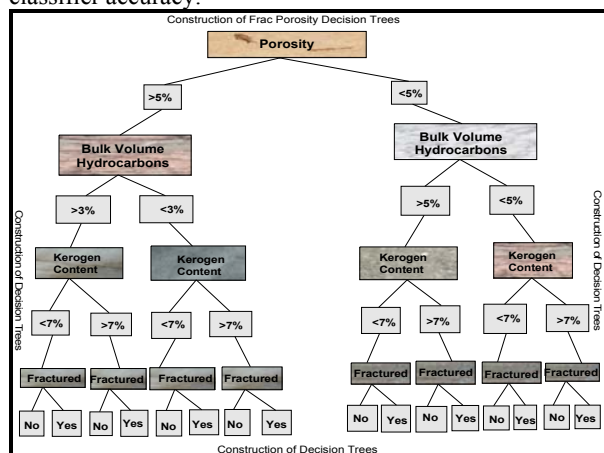 classifier accuracy.
Construction of Frac Porosity Decision Trees
Porosity
>5%
<5%
Bulk Volume
Hydrocarbons
Bulk Volume
Hydrocarbons
>3%
<3%
>5%
<5%
Kerogen
Content
Kerogen
Content
Kerogen
Content
Kerogen
Content
<7%
>7%
<7%
>7%
<7%
>7%
<7%
>7%
Fractured
Fractured
Fractured
Fractured
Fractured
Fractured
Fractured
Fractured
No
Yes
No
Yes
No
Yes
No
Yes
No
Yes
No
Yes
No
Yes
No
Yes
Construction of Decision Trees
Construction of Decision Trees
Construction of Decision Trees